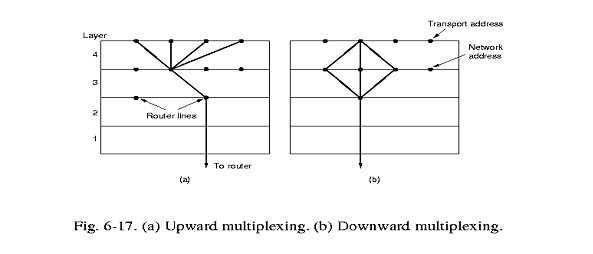 Layer
4
3
2
1
Router lines
To router
(a)
Transport address
Network
address
(b)
Fig. 6-17. (a) Upward multiplexing. (b) Downward multiplexing.